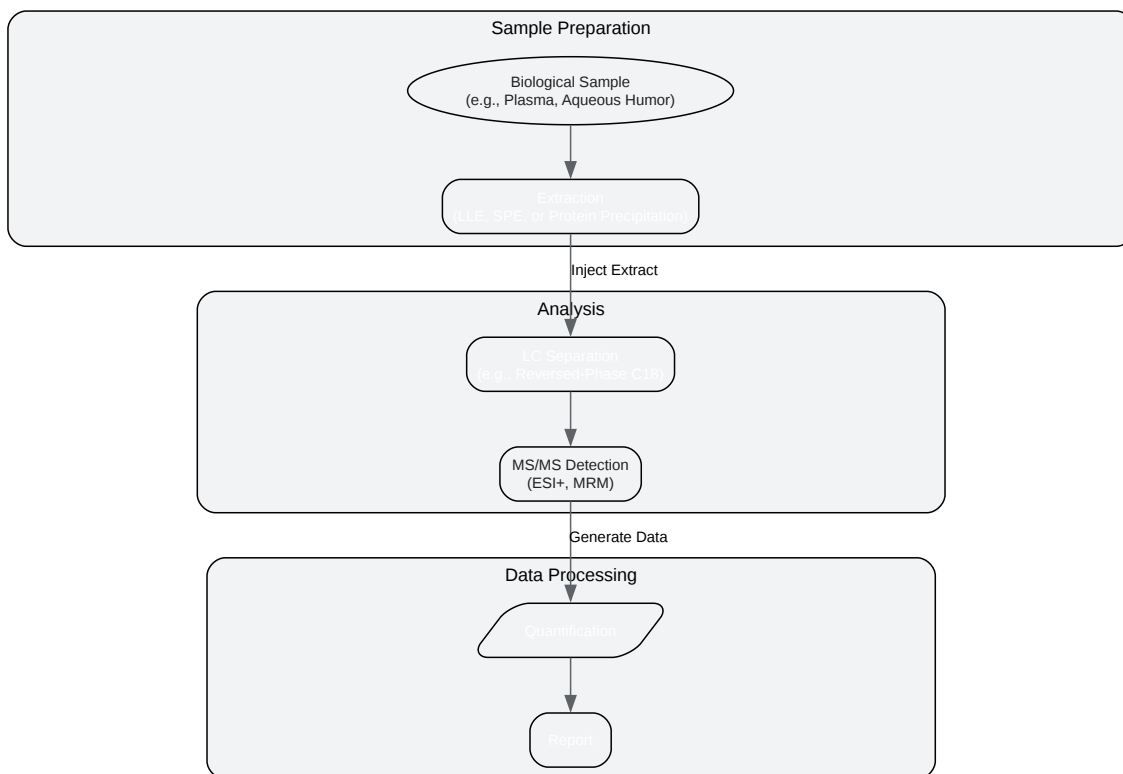 Sample Preparation
Biological Sample
(e.g., Plasma, Aqueous Humor)
Extraction
(LLE, SPE, or Protein Precipitation)
Inject Extract
Analysis
LC Separation
(e.g., Reversed-Phase C18)
MS/MS Detection
(ESI+, MRM)
Generate Data
Data Processing
Quantification
Report